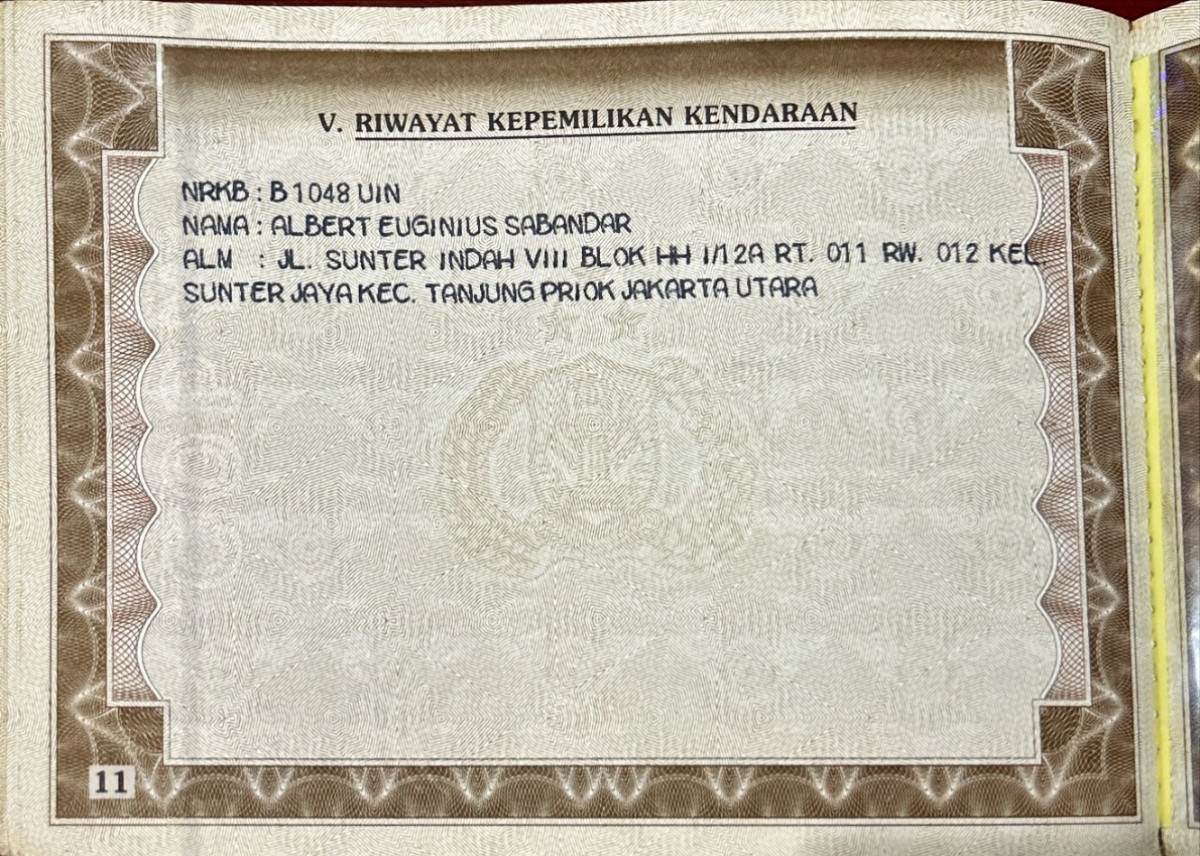 V. RIWAYAT KEPEMILIKAN KENDARAAN
NRKB : B 1048 UIN
NAMA : ALBERT EUGINIUS SABANDAR
ALM : JL. SUNTER INDAH VIII BLOK HH I/12A RT. 011 RW. 012 KEL
SUNTER JAYA KEC. TANJUNG PRIOK JAKARTA UTARA
11